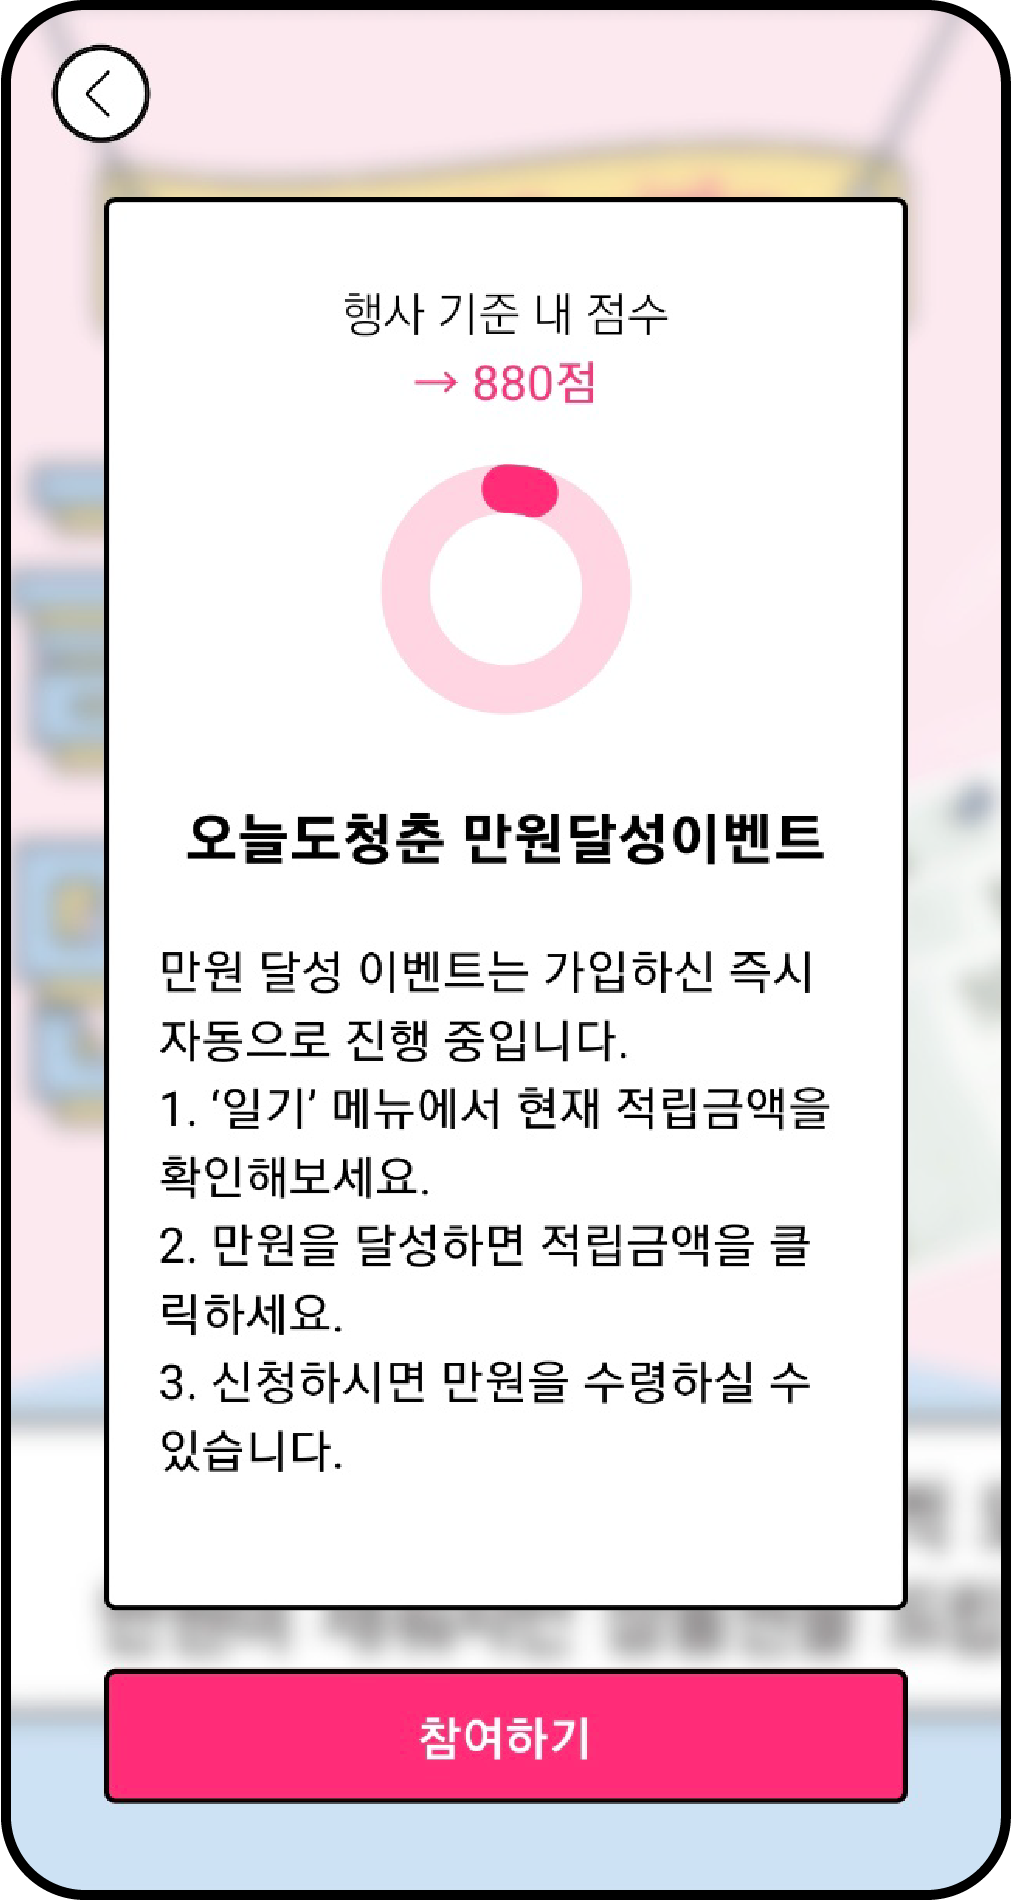 행사 기준 내 점수
→ 880점
오늘도청춘 만원달성이벤트
만원 달성 이벤트는 가입하신 즉시
자동으로 진행 중입니다.
1. ‘일기’ 메뉴에서 현재 적립금액을
확인해보세요.
2. 만원을 달성하면 적립금액을 클
릭하세요.
3. 신청하시면 만원을 수령하실 수
있습니다.
참여하기